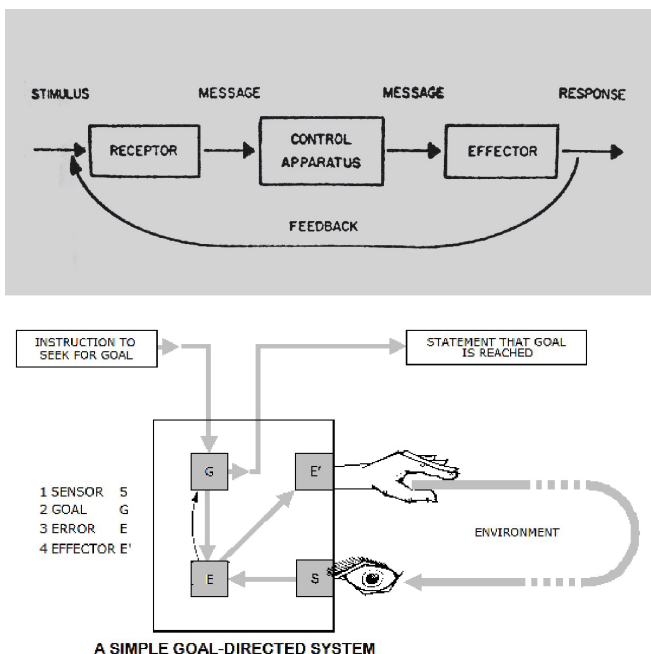 STIMULUS
MESSAGE
MESSAGE
RESPONSE
RECEPTOR
CONTROL
APPARATUS
EFFECTOR
FEEDBACK
INSTRUCTION TO
SEEK FOR GOAL
STATEMENT THAT GOAL
IS REACHED
G
E'
1 SENSOR S
2 GOAL G
3 ERROR E
4 EFFECTOR E'
ENVIRONMENT
E
S
A SIMPLE GOAL-DIRECTED SYSTEM